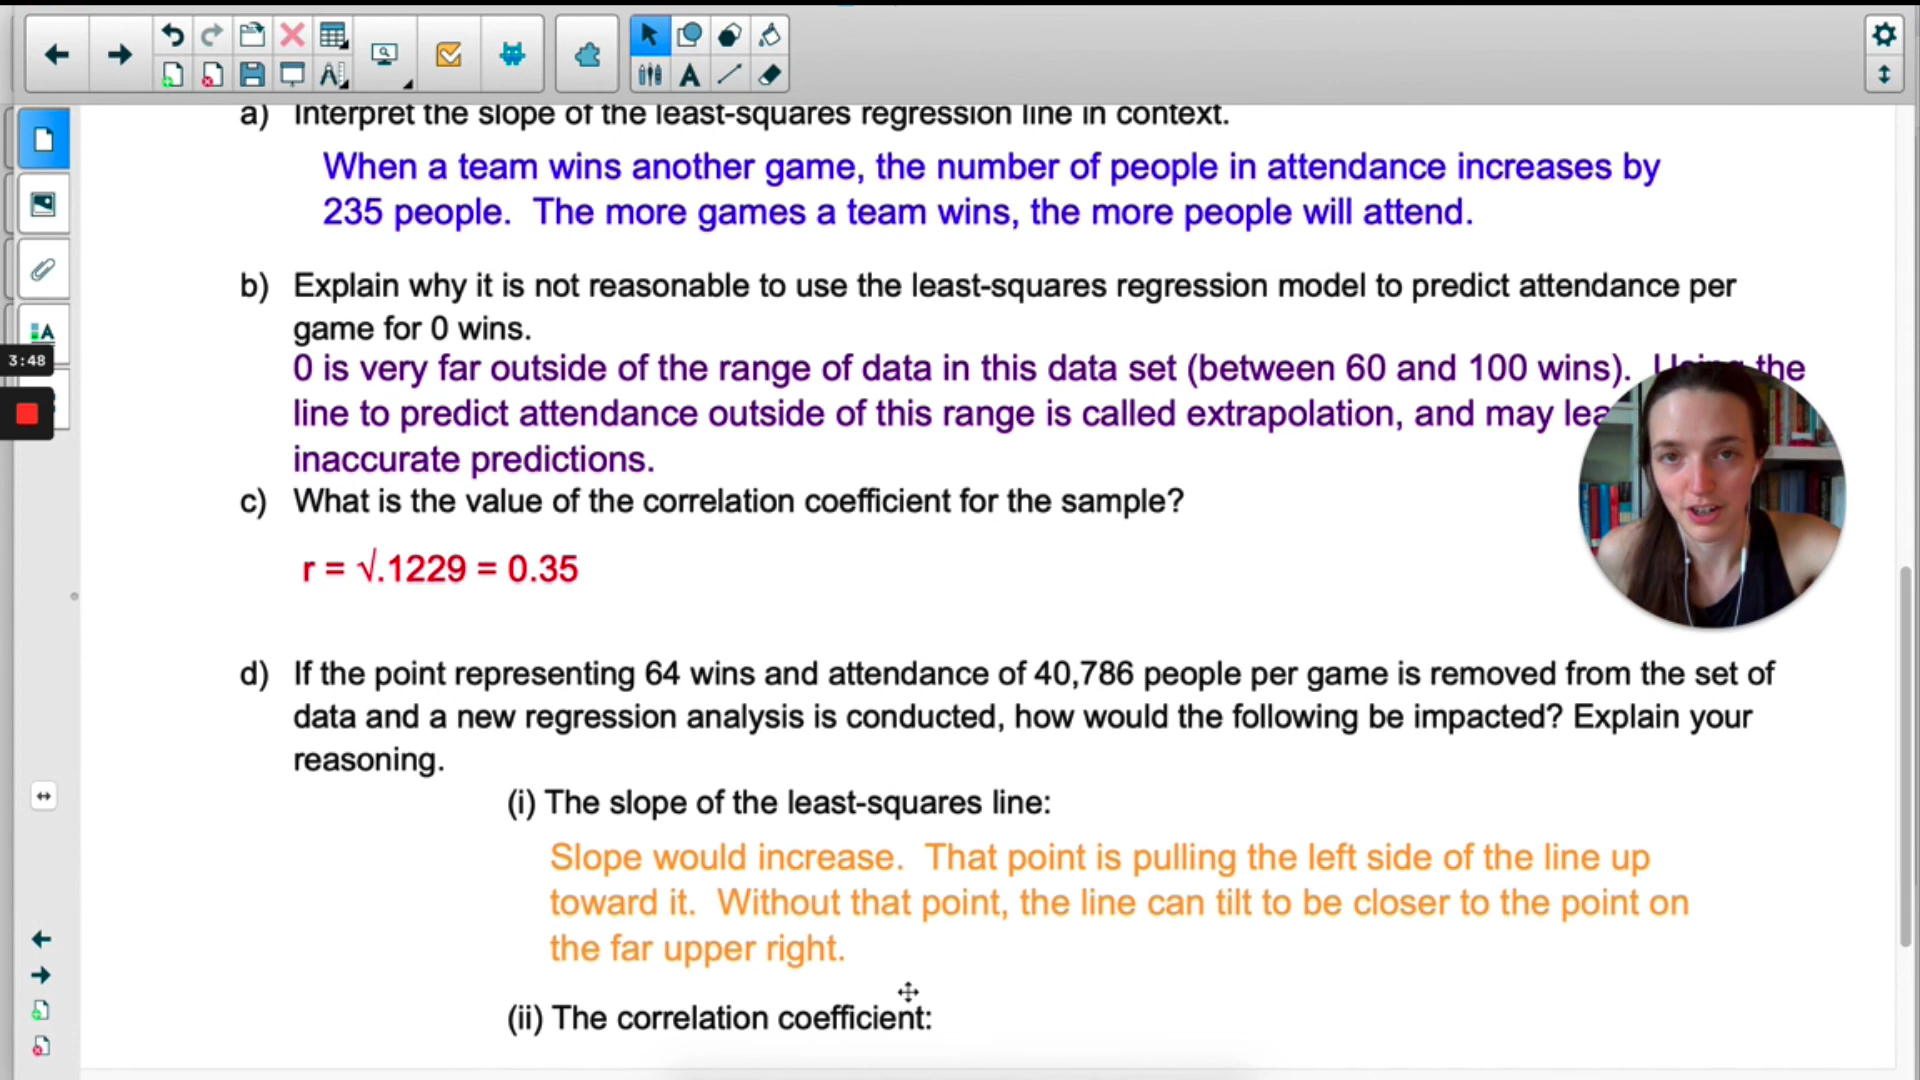 a) Interpret the slope of the least-squares regression line in context.
When a team wins another game, the number of people in attendance increases by
235 people. The more games a team wins, the more people will attend.
b) Explain why it is not reasonable to use the least-squares regression model to predict attendance per
game for 0 wins.
0 is very far outside of the range of data in this data set (between 60 and 100 wins). the
line to predict attendance outside of this range is called extrapolation, and may
inaccurate predictions.
c) What is the value of the correlation coefficient for the sample?
r = √.1229 = 0.35
d) If the point representing 64 wins and attendance of 40,786 people per game is removed from the set of
data and a new regression analysis is conducted, how would the following be impacted? Explain your
reasoning.
(i) The slope of the least-squares line:
Slope would increase. That point is pulling the left side of the line up
toward it. Without that point, the line can tilt to be closer to the point on
the far upper right.
(ii) The correlation coefficient:
3:48